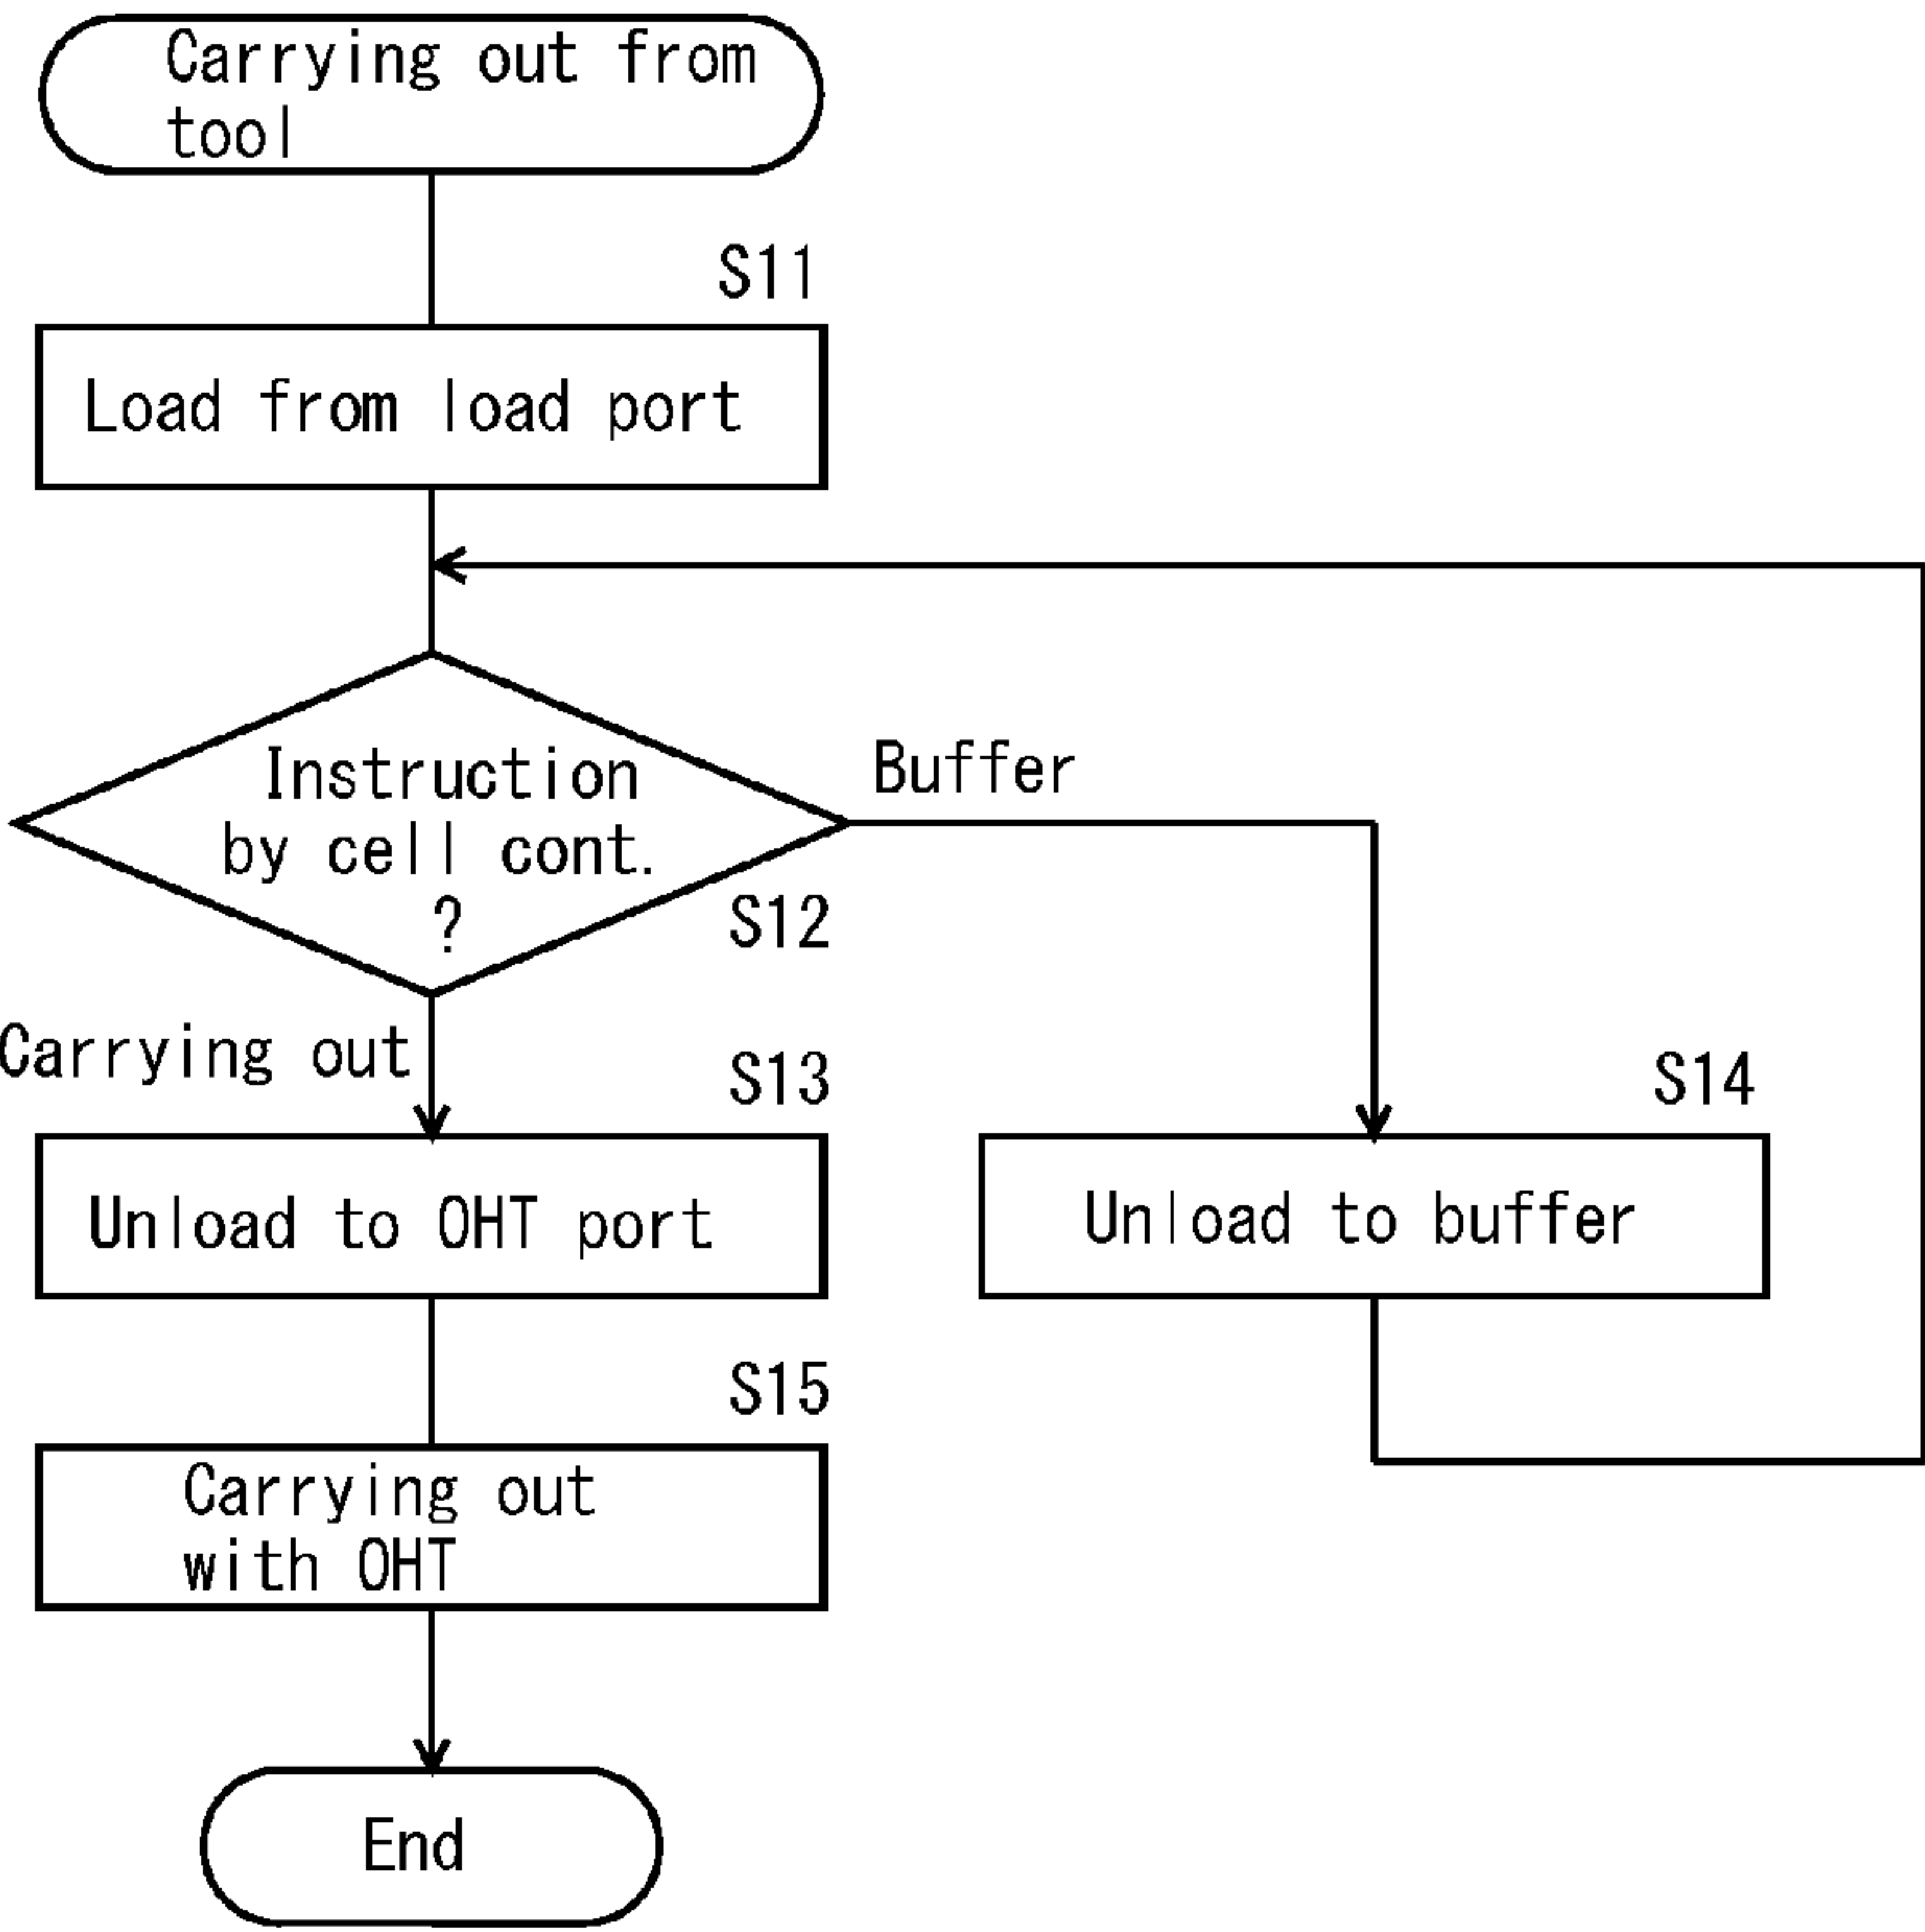 Carrying out from
tool
S11
Load from load port
Instruction
by cell cont.
?
S12
Buffer
Carrying out
S13
Unload to OHT port
S14
Unload to buffer
S15
Carrying out
with OHT
End